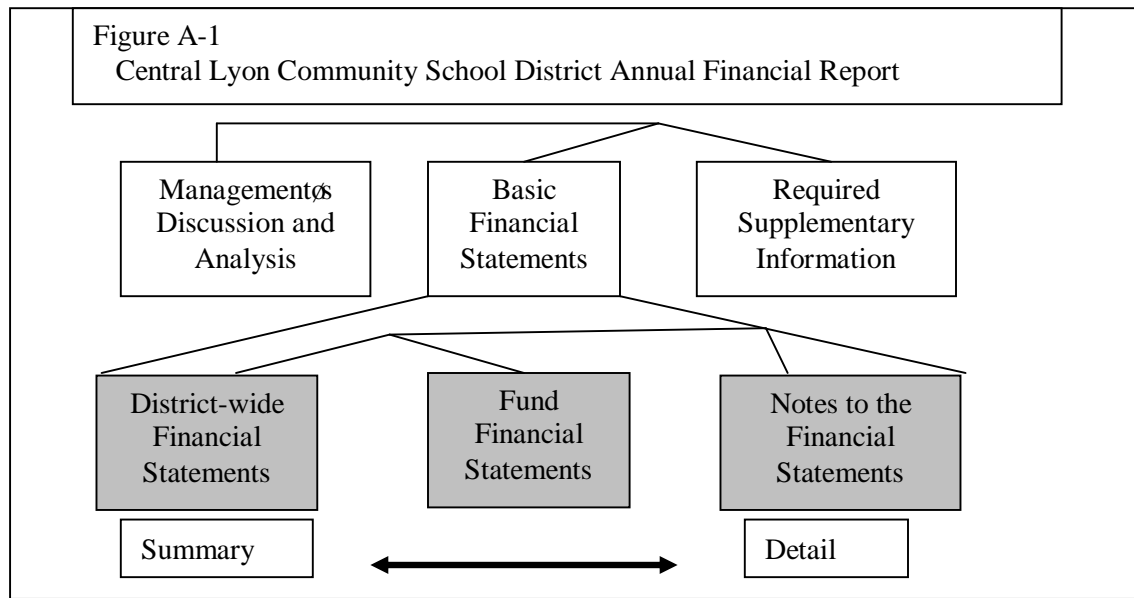 Figure A-1
Central Lyon Community School District Annual Financial Report
Managementøs
Discussion and
Analysis
Basic
Financial
Statements
Required
Supplementary
Information
District-wide
Financial
Statements
Fund
Financial
Statements
Notes to the
Financial
Statements
Summary
Detail